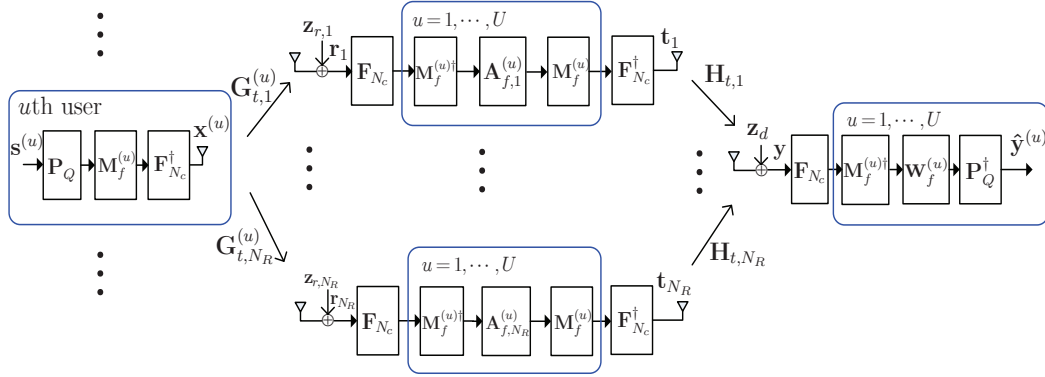 uth user
s^(u)
P_Q
M_f^(u)
F_{N_c}^†
x^(u)
G_{t,1}^(u)
G_{t,N_R}^(u)
z_{r,1}
r_1
F_{N_c}
u = 1, ⋯ , U
M_f^{(u)†}
A_{f,1}^(u)
M_f^(u)
F_{N_c}^†
t_1
H_{t,1}
z_{r,N_R}
r_{N_R}
F_{N_c}
u = 1, ⋯ , U
M_f^{(u)†}
A_{f,N_R}^(u)
M_f^(u)
F_{N_c}^†
t_{N_R}
H_{t,N_R}
z_d
y
F_{N_c}
u = 1, ⋯ , U
M_f^{(u)†}
W_f^(u)
P_Q^†
ŷ^(u)